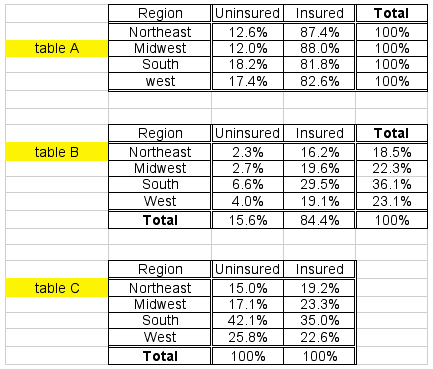 Region Uninsured Insured Total
Northeast 12.6% 87.4% 100%
table A Midwest 12.0% 88.0% 100%
South 18.2% 81.8% 100%
west 17.4% 82.6% 100%
Region Uninsured Insured Total
table B Northeast 2.3% 16.2% 18.5%
Midwest 2.7% 19.6% 22.3%
South 6.6% 29.5% 36.1%
West 4.0% 19.1% 23.1%
Total 15.6% 84.4% 100%
Region Uninsured Insured
table C Northeast 15.0% 19.2%
Midwest 17.1% 23.3%
South 42.1% 35.0%
West 25.8% 22.6%
Total 100% 100%